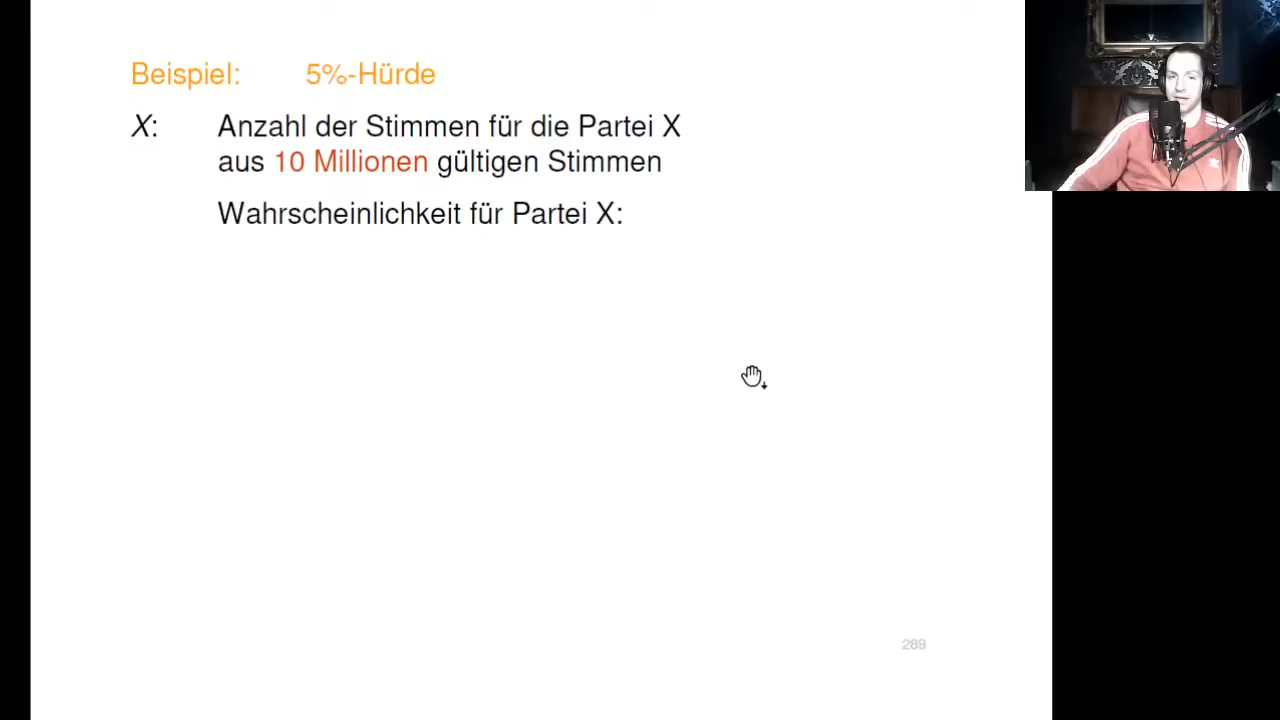 Beispiel: 5%-Hürde
X: Anzahl der Stimmen für die Partei X
aus 10 Millionen gültigen Stimmen
Wahrscheinlichkeit für Partei X:
289